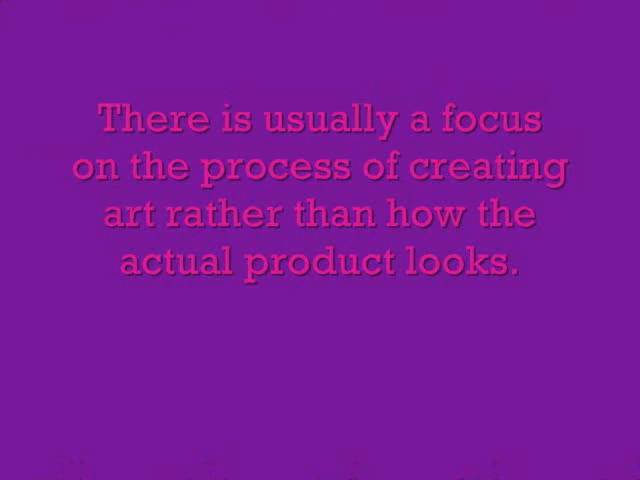 There is usually a focus
on the process of creating
art rather than how the
actual product looks.